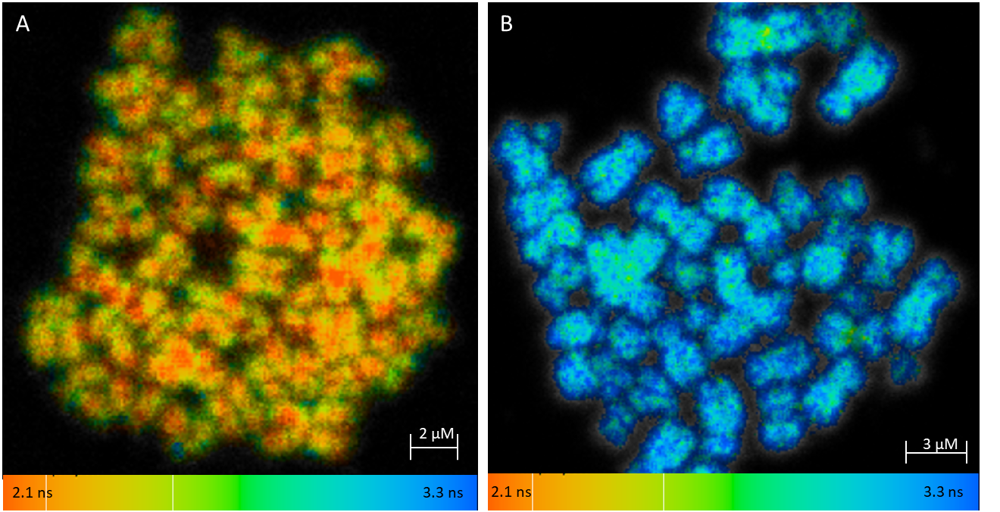 A
B
2 µM
3 µM
2.1 ns
3.3 ns
2.1 ns
3.3 ns